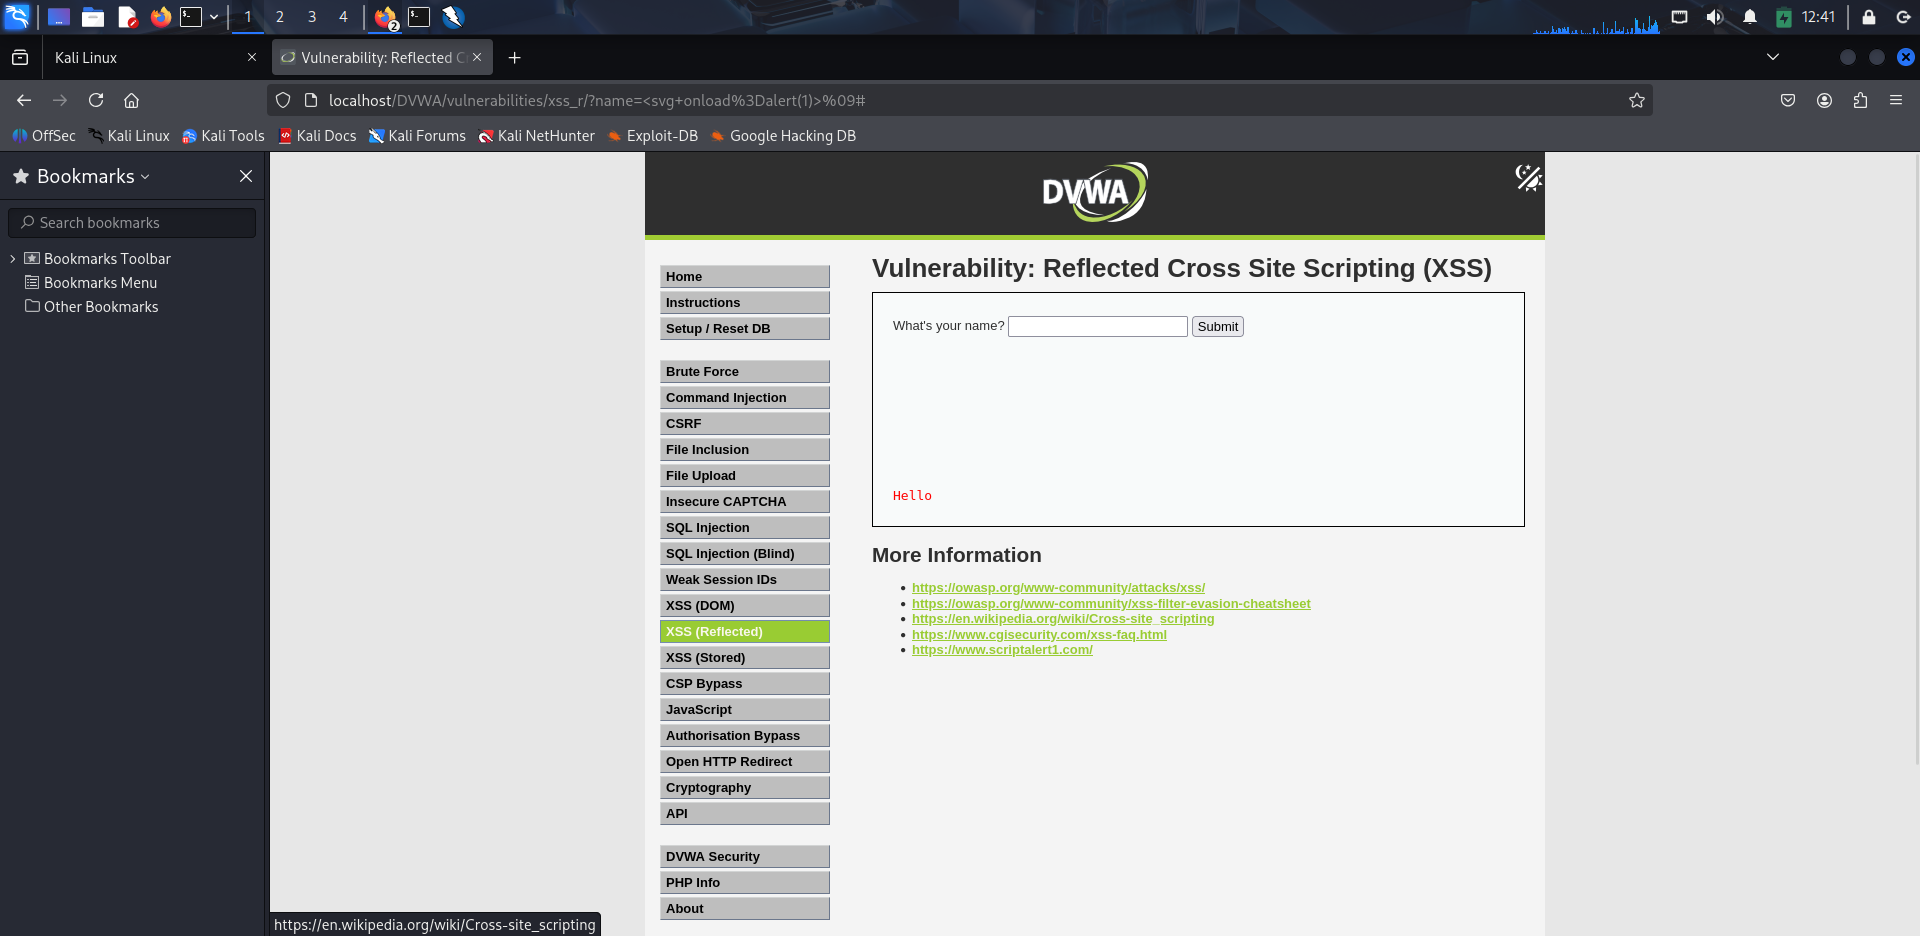 1 2 3 4 2 12:41
Kali Linux
Vulnerability: Reflected C
localhost/DVWA/vulnerabilities/xss_r/?name=<svg+onload%3Dalert(1)>%09#
OffSec Kali Linux Kali Tools Kali Docs Kali Forums Kali NetHunter Exploit-DB Google Hacking DB
Bookmarks
Search bookmarks
Bookmarks Toolbar
Bookmarks Menu
Other Bookmarks
DVWA
Home
Instructions
Setup / Reset DB
Brute Force
Command Injection
CSRF
File Inclusion
File Upload
Insecure CAPTCHA
SQL Injection
SQL Injection (Blind)
Weak Session IDs
XSS (DOM)
XSS (Reflected)
XSS (Stored)
CSP Bypass
JavaScript
Authorisation Bypass
Open HTTP Redirect
Cryptography
API
DVWA Security
PHP Info
About
Vulnerability: Reflected Cross Site Scripting (XSS)
What's your name? Submit
Hello
More Information
https://owasp.org/www-community/attacks/xss/
https://owasp.org/www-community/xss-filter-evasion-cheatsheet
https://en.wikipedia.org/wiki/Cross-site_scripting
https://www.cgisecurity.com/xss-faq.html
https://www.scriptalert1.com/
https://en.wikipedia.org/wiki/Cross-site_scripting